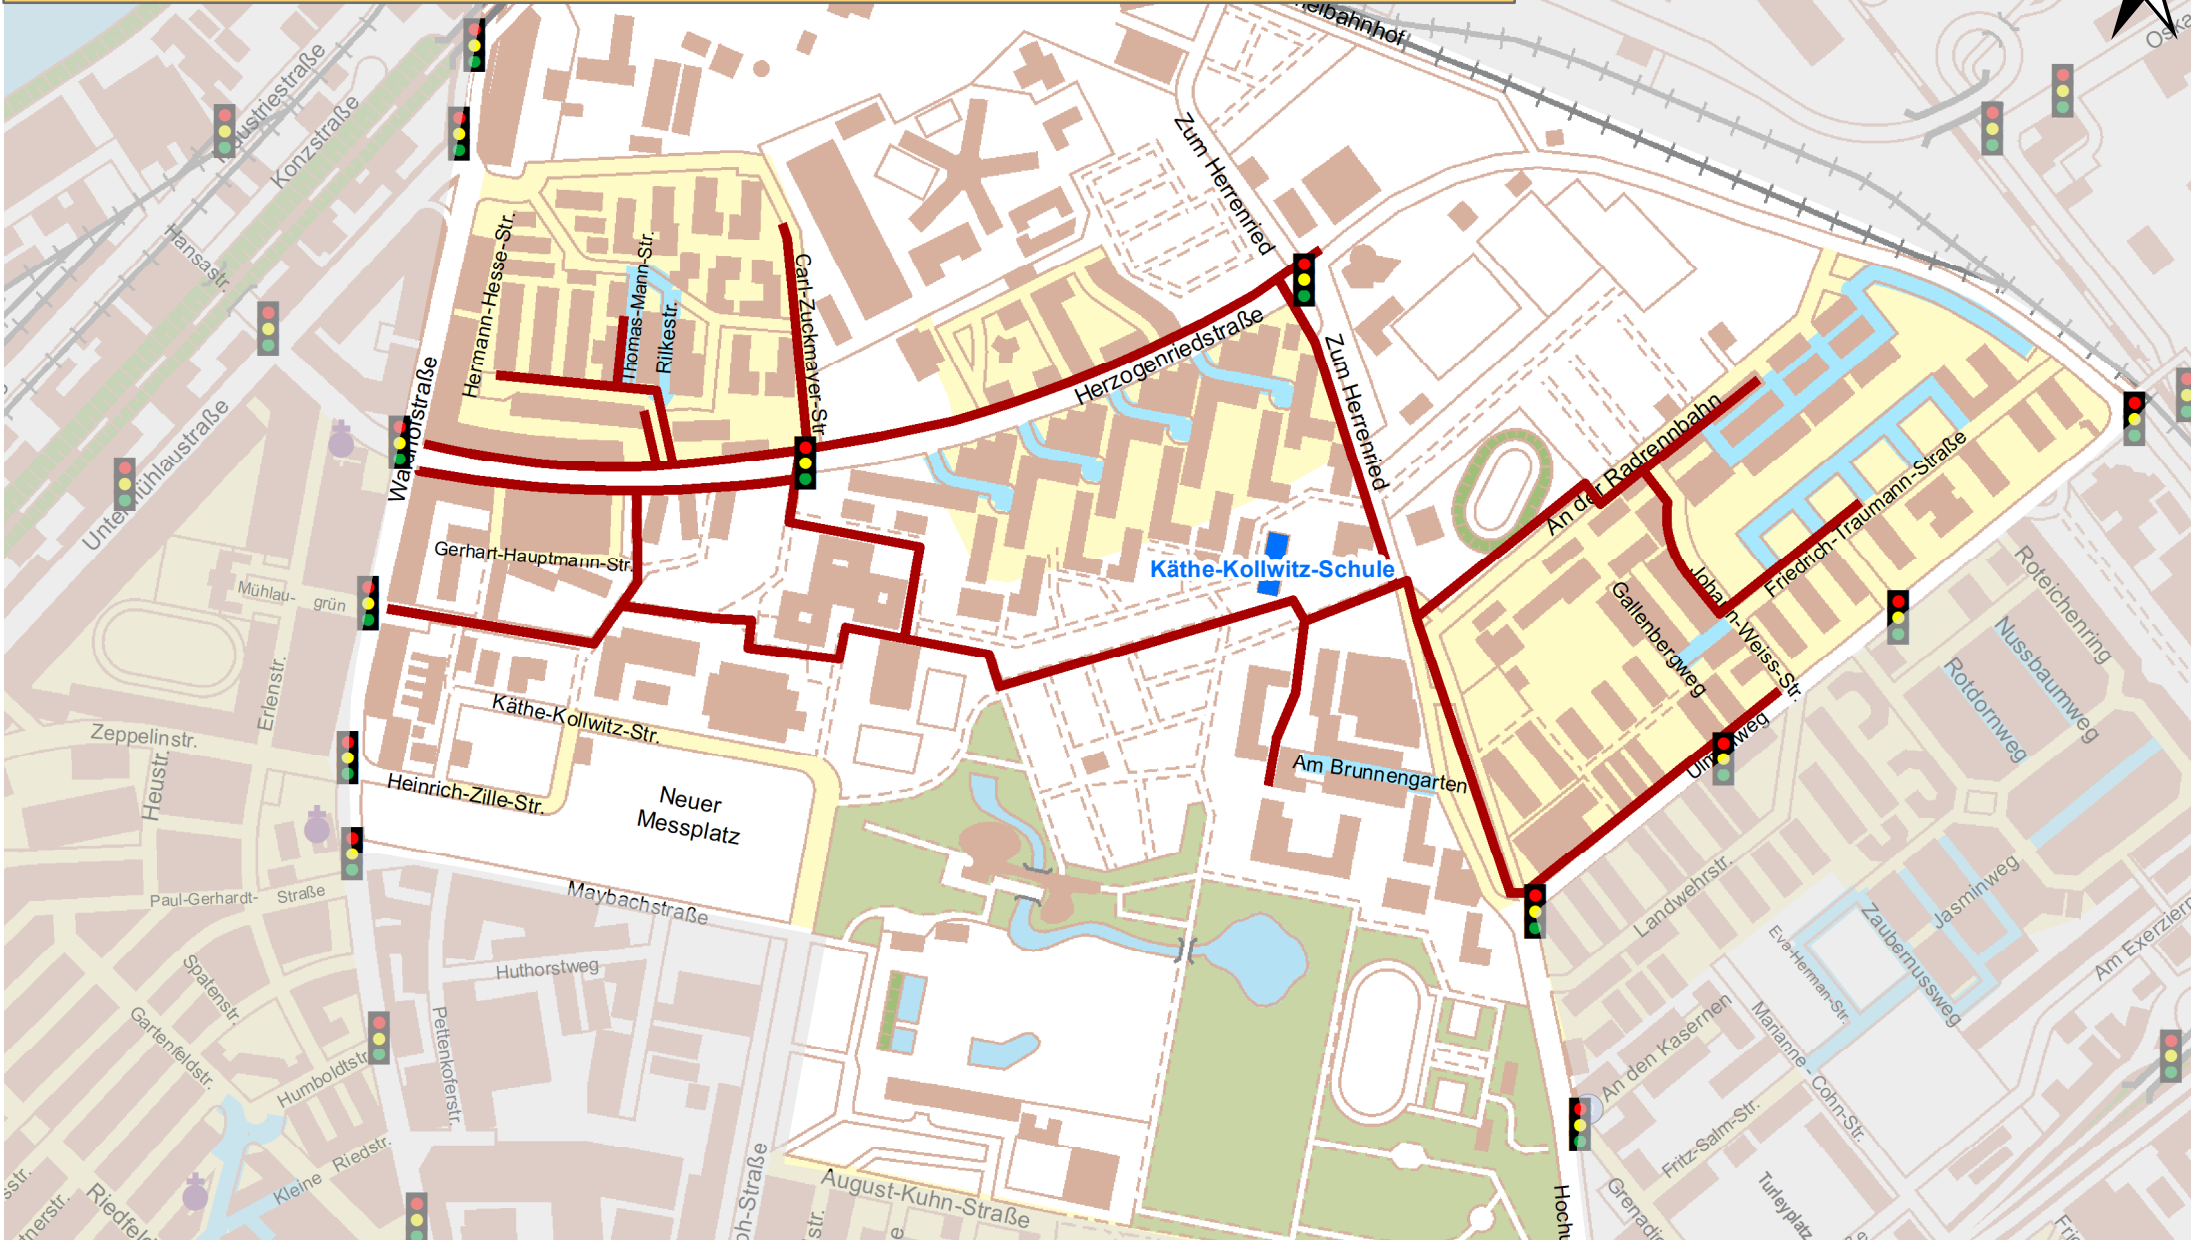 Industriestraße
Konzstraße
Hansastr.
Zum Herrenried
Hermann-Hesse-Str.
Thomas-Mann-Str.
Rilkestr.
Carl-Zuckmayer-Str.
Herzogenriedstraße
Zum Herrenried
Waldhofstraße
Untermühlaustraße
An der Radrennbahn
Friedrich-Traumann-Straße
Gerhart-Hauptmann-Str.
Käthe-Kollwitz-Schule
Mühlau- grün
Gallenbergweg
Johann-Weiss-Str.
Roteichenring
Nussbaumweg
Rotdornweg
Erlenstr.
Zeppelinstr.
Heustr.
Käthe-Kollwitz-Str.
Heinrich-Zille-Str.
Neuer
Messplatz
Am Brunnengarten
Ulmenweg
Maybachstraße
Paul-Gerhardt- Straße
Landwehrstr.
Jasminweg
Zaubernussweg
Eva-Herman-Str.
Spatenstr.
Huthorstweg
Gartenfeldstr.
Humboldtstr.
Pettenkoferstr.
An den Kasernen
Marianne - Cohn-Str.
Fritz-Salm-Str.
Kleine Riedstr.
August-Kuhn-Straße
Turleyplatz